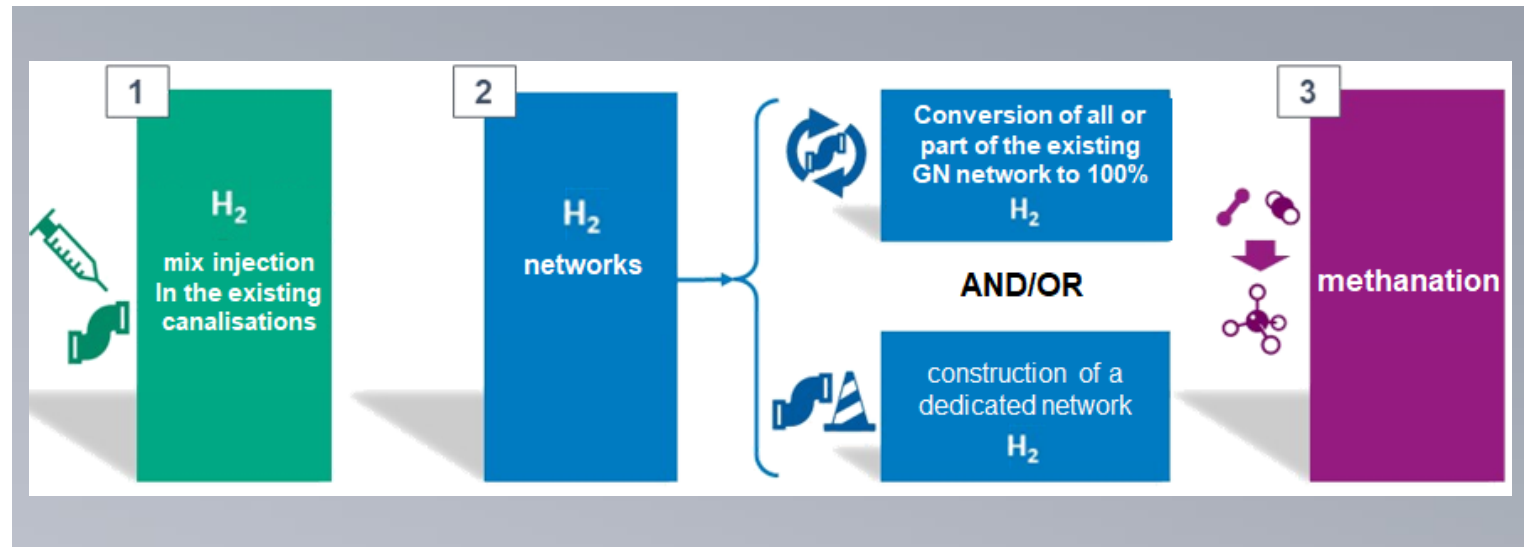 1
H₂
mix injection
In the existing
canalisations
2
H₂
networks
Conversion of all or
part of the existing
GN network to 100%
H₂
AND/OR
construction of a
dedicated network
H₂
3
methanation